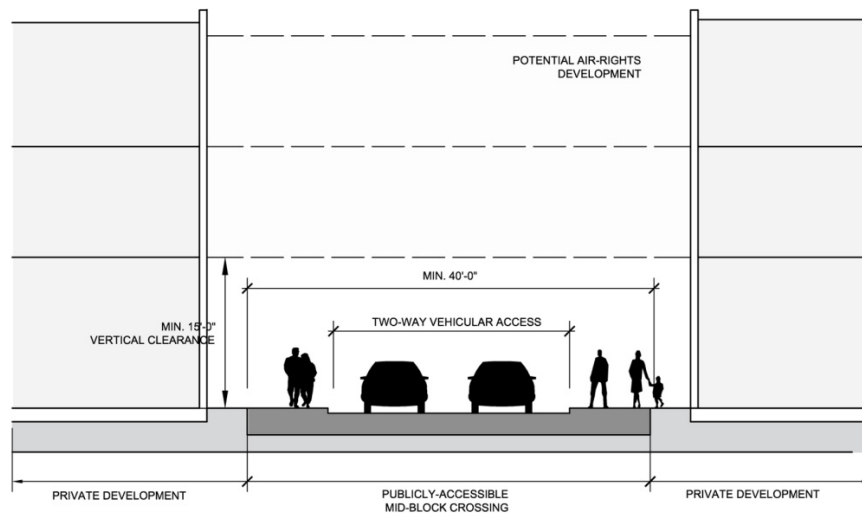 POTENTIAL AIR-RIGHTS
DEVELOPMENT
MIN. 40'-0"
MIN. 15'-0"
VERTICAL CLEARANCE
TWO-WAY VEHICULAR ACCESS
PRIVATE DEVELOPMENT
PUBLICLY-ACCESSIBLE
MID-BLOCK CROSSING
PRIVATE DEVELOPMENT